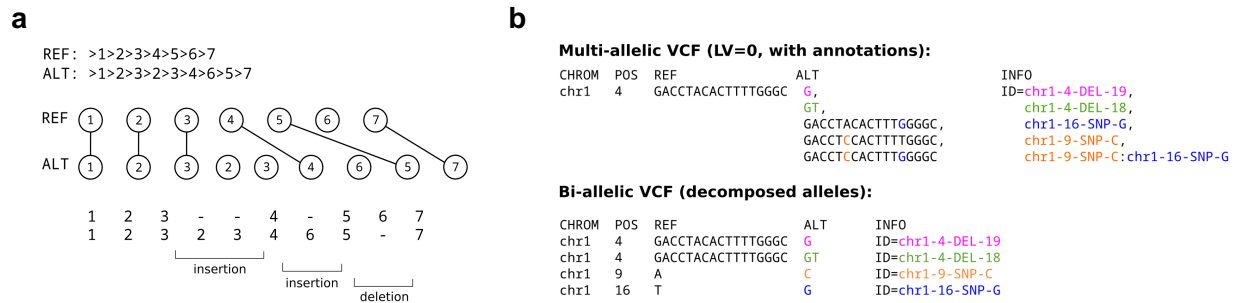 a
REF: >1>2>3>4>5>6>7
ALT: >1>2>3>2>3>4>6>5>7
REF 1 2 3 4 5 6 7
ALT 1 2 3 2 3 4 6 5 7
1 2 3 - - 4 - 5 6 7
1 2 3 2 3 4 6 5 - 7
insertion
insertion
deletion
b
Multi-allelic VCF (LV=0, with annotations):
CHROM POS REF ALT INFO
chr1 4 GACCTACACTTTTGGGC G, ID=chr1-4-DEL-19,
GT, chr1-4-DEL-18,
GACCTACACTTTGGGGC, chr1-16-SNP-G,
GACCTCCACTTTTGGGC, chr1-9-SNP-C,
GACCTCCACTTTGGGGC chr1-9-SNP-C:chr1-16-SNP-G
Bi-allelic VCF (decomposed alleles):
CHROM POS REF ALT INFO
chr1 4 GACCTACACTTTTGGGC G ID=chr1-4-DEL-19
chr1 4 GACCTACACTTTTGGGC GT ID=chr1-4-DEL-18
chr1 9 A C ID=chr1-9-SNP-C
chr1 16 T G ID=chr1-16-SNP-G